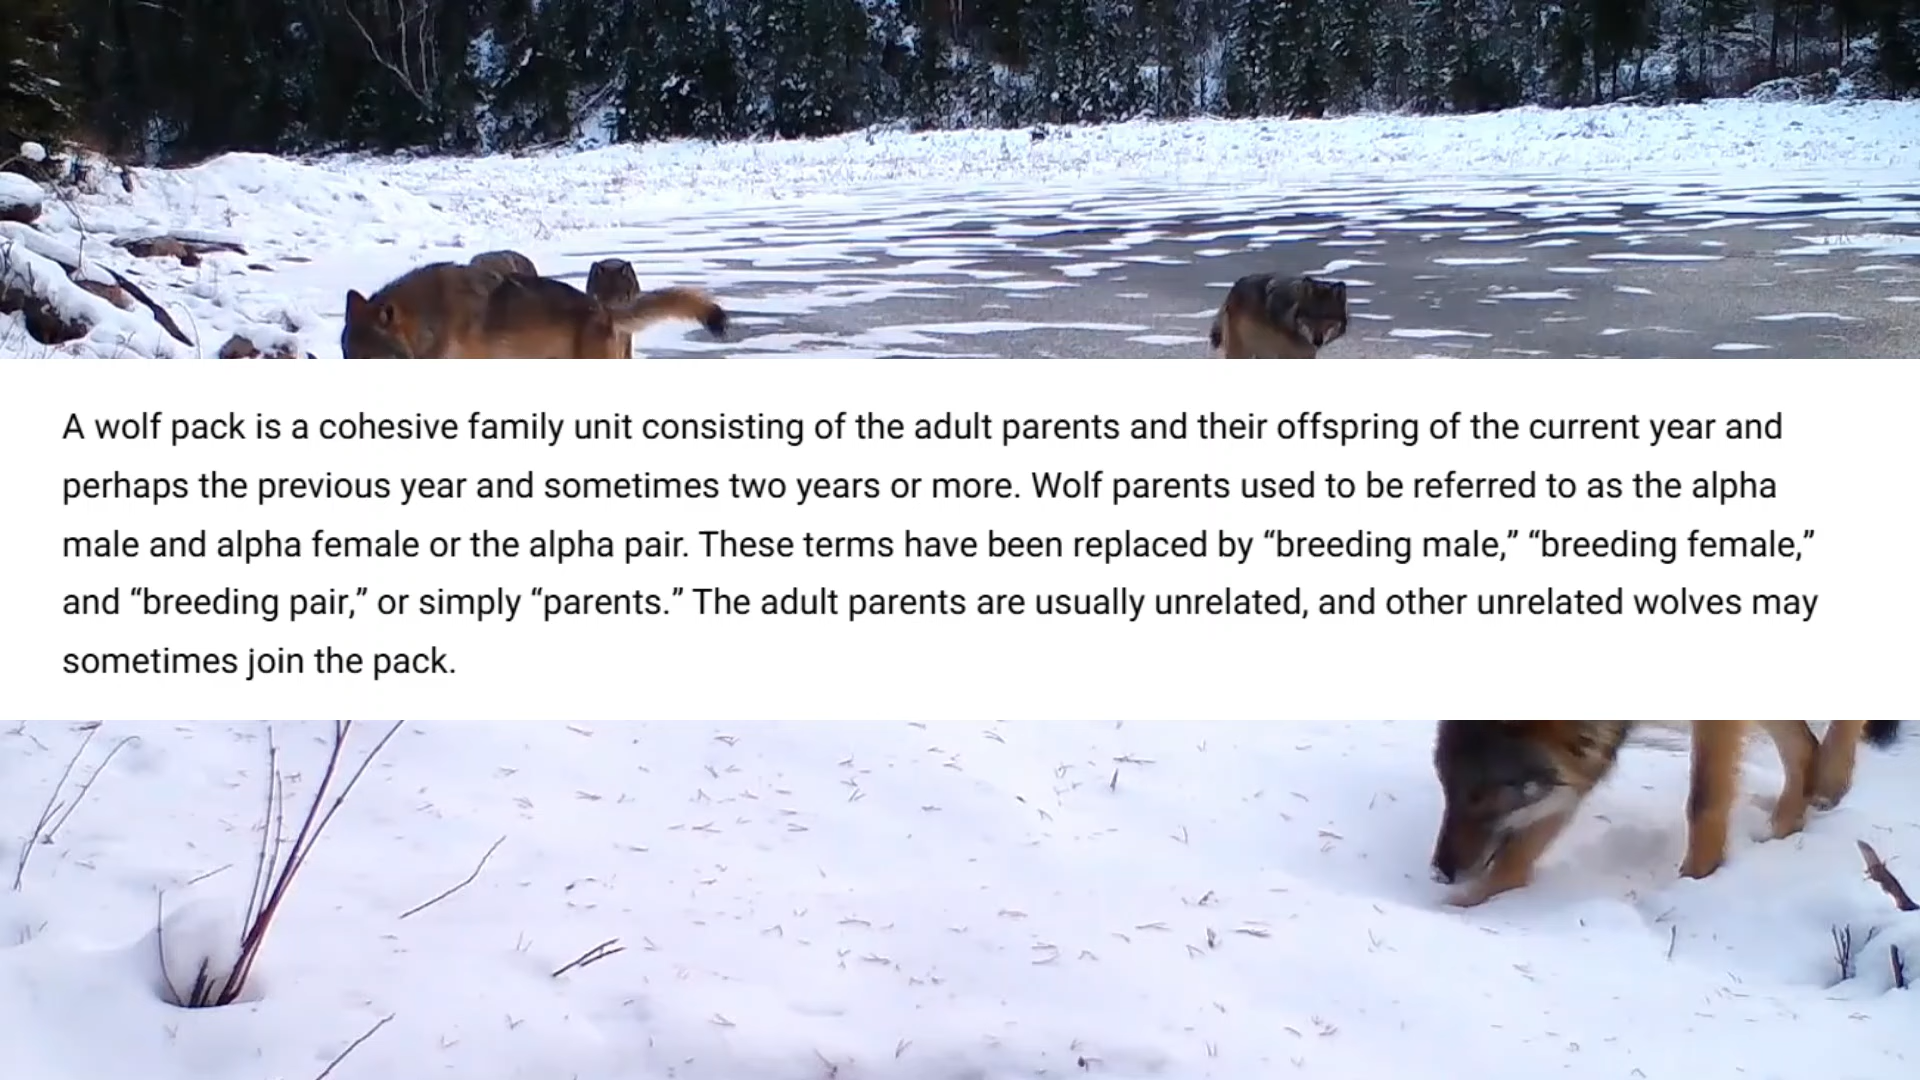 A wolf pack is a cohesive family unit consisting of the adult parents and their offspring of the current year and
perhaps the previous year and sometimes two years or more. Wolf parents used to be referred to as the alpha
male and alpha female or the alpha pair. These terms have been replaced by “breeding male,” “breeding female,”
and “breeding pair,” or simply “parents.” The adult parents are usually unrelated, and other unrelated wolves may
sometimes join the pack.